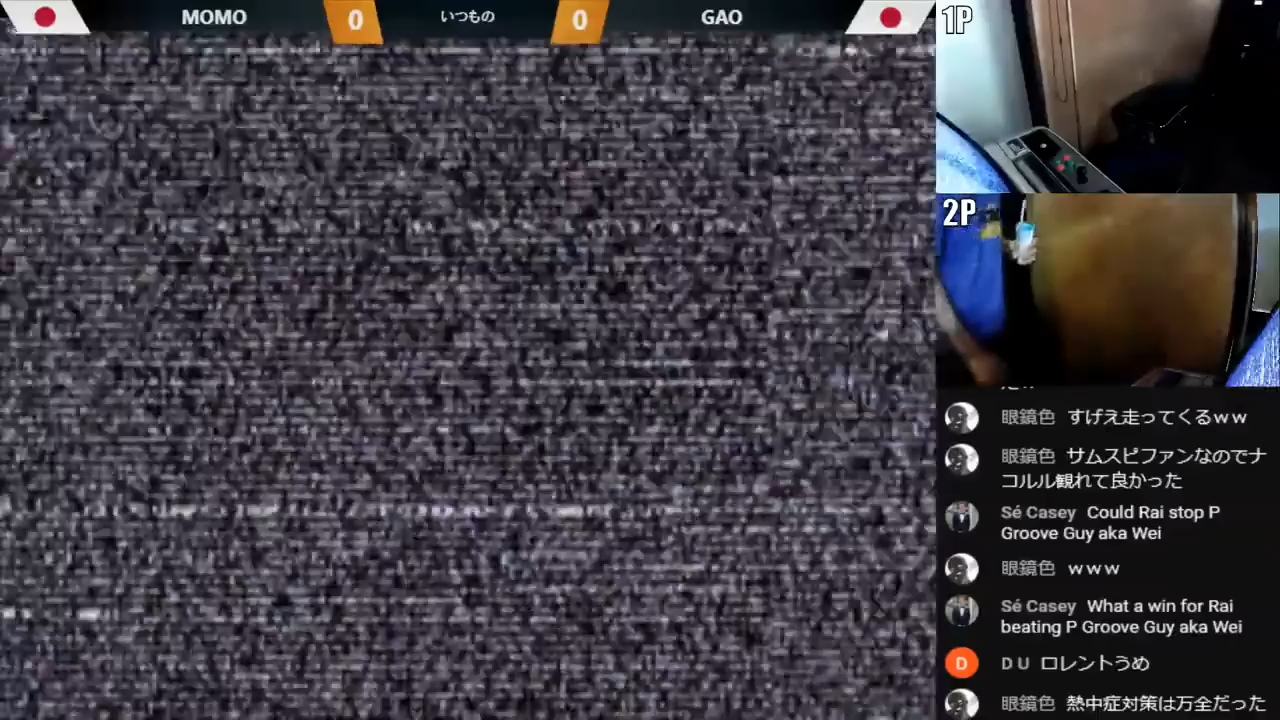 MOMO 0 いつもの 0 GAO
1P
2P
眼鏡色 すげえ走ってくるｗｗ
眼鏡色 サムスピファンなのでナ
コルル観れて良かった
Sé Casey Could Rai stop P
Groove Guy aka Wei
眼鏡色 ｗｗｗ
Sé Casey What a win for Rai
beating P Groove Guy aka Wei
D
D U ロレントうめ
眼鏡色 熱中症対策は万全だった